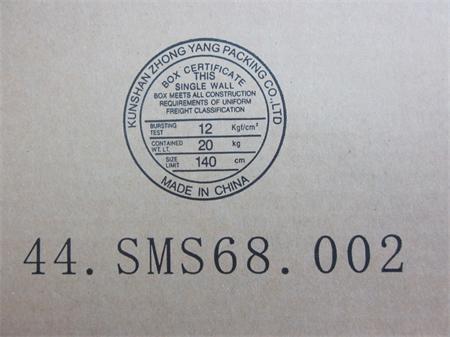 KUNSHAN ZHONG YANG PACKING CO.,LTD
BOX CERTIFICATE
THIS
SINGLE WALL
BOX MEETS ALL CONSTRUCTION
REQUIREMENTS OF UNIFORM
FREIGHT CLASSIFICATION
BURSTING TEST 12 Kgf/cm²
CONTAINED WT. LT. 20 kg
SIZE LIMIT 140 cm
MADE IN CHINA
44.SMS68.002